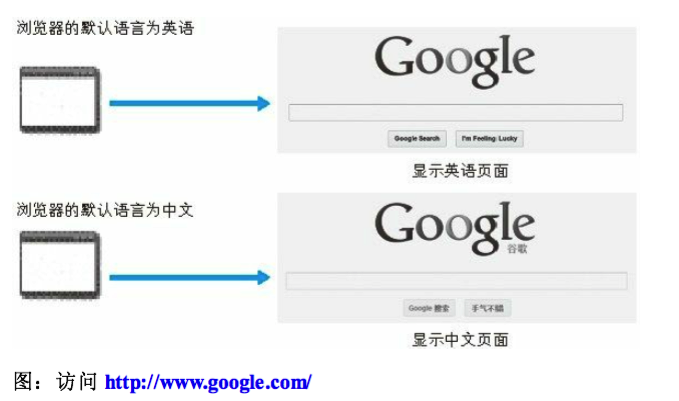 浏览器的默认语言为英语
Google
Google Search I'm Feeling Lucky
显示英语页面
浏览器的默认语言为中文
Google
谷歌
Google 搜索 手气不错
显示中文页面
图：访问 http://www.google.com/